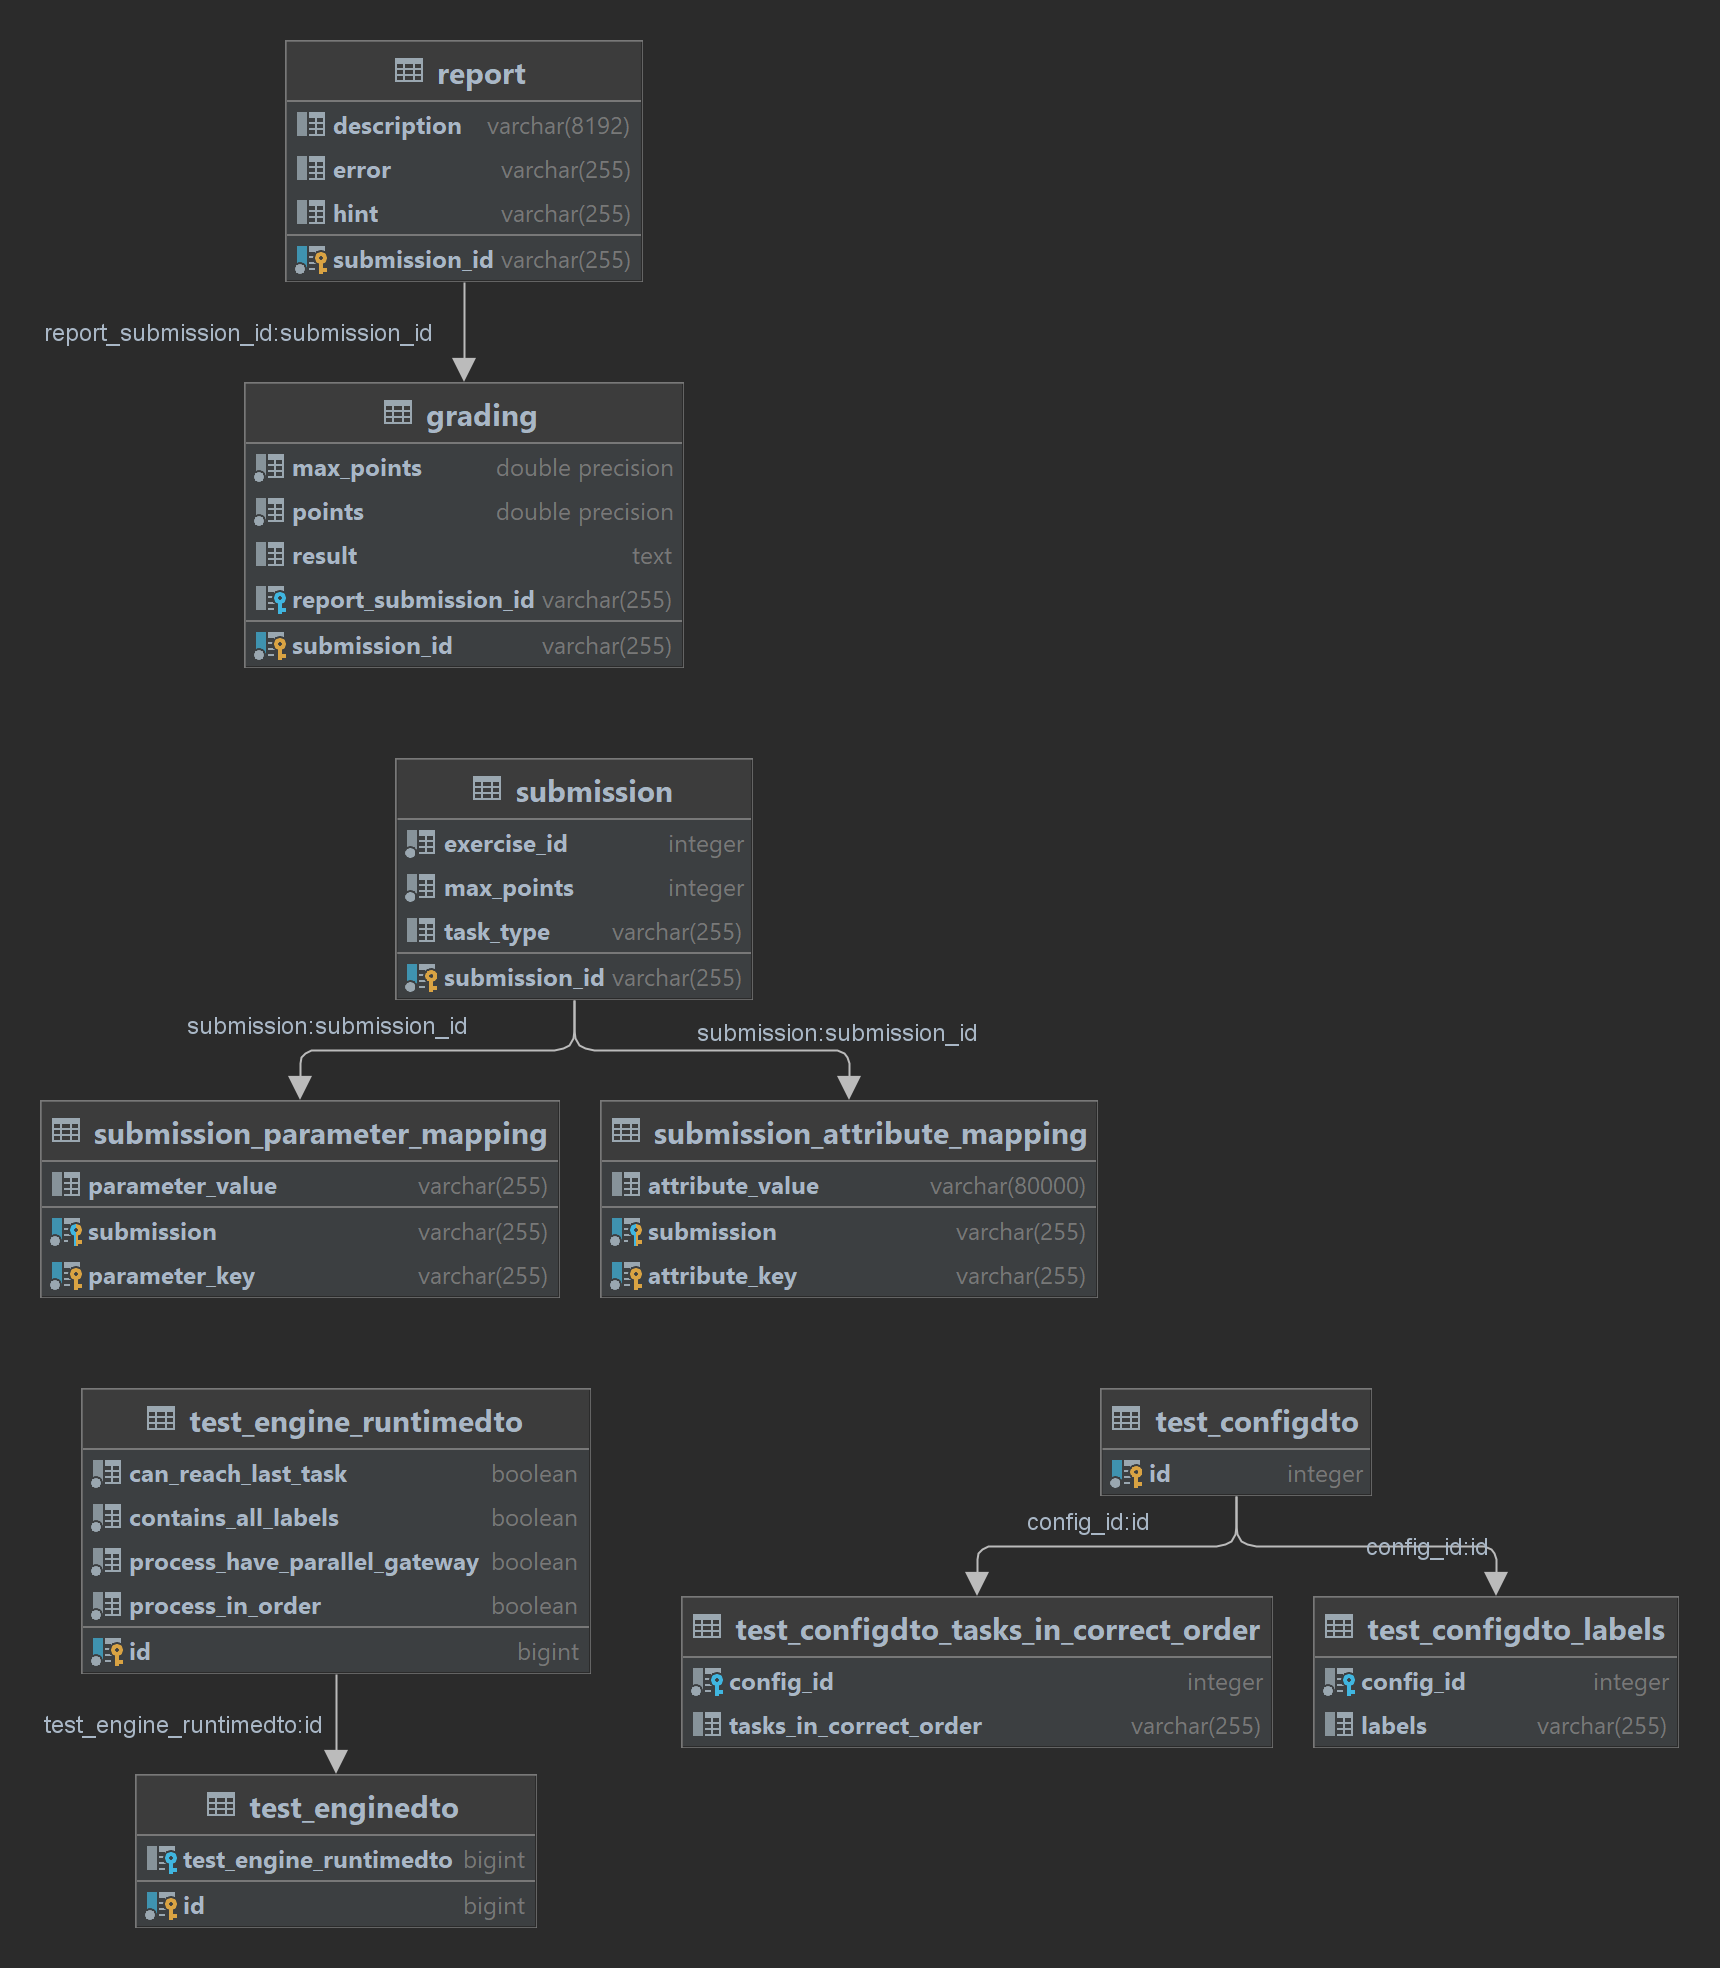 report
description varchar(8192)
error varchar(255)
hint varchar(255)
submission_id varchar(255)
report_submission_id:submission_id
grading
max_points double precision
points double precision
result text
report_submission_id varchar(255)
submission_id varchar(255)
submission
exercise_id integer
max_points integer
task_type varchar(255)
submission_id varchar(255)
submission:submission_id
submission:submission_id
submission_parameter_mapping
parameter_value varchar(255)
submission varchar(255)
parameter_key varchar(255)
submission_attribute_mapping
attribute_value varchar(80000)
submission varchar(255)
attribute_key varchar(255)
test_engine_runtimedto
can_reach_last_task boolean
contains_all_labels boolean
process_have_parallel_gateway boolean
process_in_order boolean
id bigint
test_engine_runtimedto:id
test_enginedto
test_engine_runtimedto bigint
id bigint
test_configdto
id integer
config_id:id
config_id:id
test_configdto_tasks_in_correct_order
config_id integer
tasks_in_correct_order varchar(255)
test_configdto_labels
config_id integer
labels varchar(255)